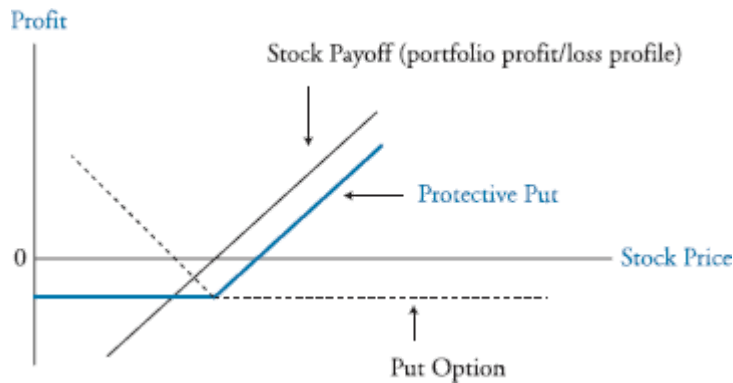 Profit
Stock Payoff (portfolio profit/loss profile)
Protective Put
0
Stock Price
Put Option